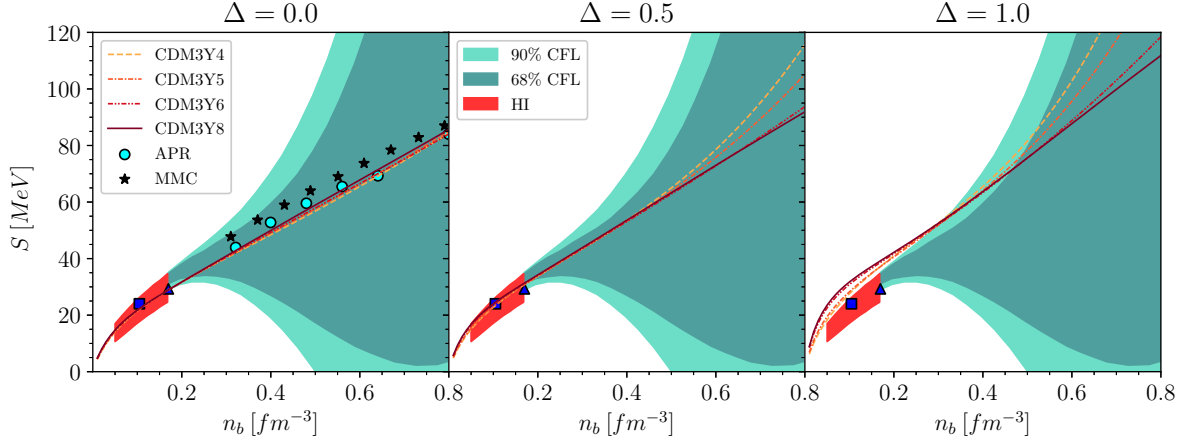 Δ = 0.0
Δ = 0.5
Δ = 1.0
S [MeV]
120
100
80
60
40
20
0
CDM3Y4
CDM3Y5
CDM3Y6
CDM3Y8
APR
MMC
90% CFL
68% CFL
HI
0.2 0.4 0.6 0.8
0.2 0.4 0.6 0.8
0.2 0.4 0.6 0.8
n_b [fm⁻³]
n_b [fm⁻³]
n_b [fm⁻³]